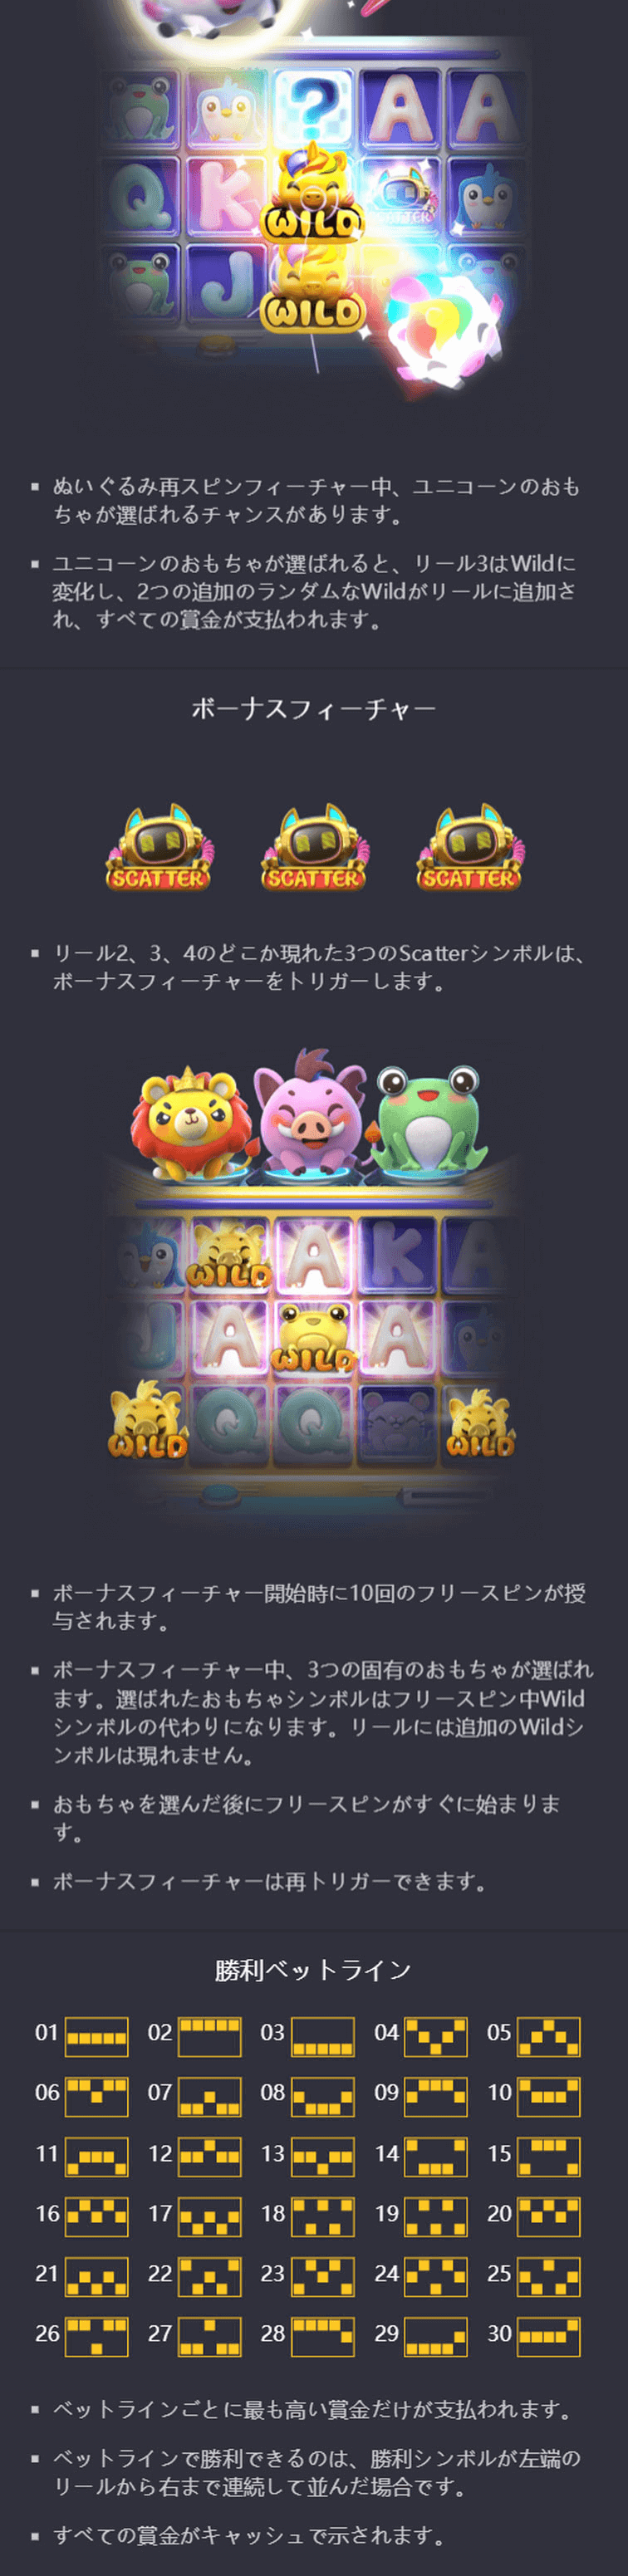 ?
A
A
Q
K
WILD
SCATTER
J
WILD
ぬいぐるみ再スピンフィーチャー中、ユニコーンのおも
ちゃが選ばれるチャンスがあります。
ユニコーンのおもちゃが選ばれると、リール3はWildに
変化し、2つの追加のランダムなWildがリールに追加さ
れ、すべての賞金が支払われます。
ボーナスフィーチャー
SCATTER
SCATTER
SCATTER
リール2、3、4のどこか現れた3つのScatterシンボルは、
ボーナスフィーチャーをトリガーします。
WILD
A
K
A
J
A
WILD
A
WILD
Q
Q
WILD
ボーナスフィーチャー開始時に10回のフリースピンが授
与されます。
ボーナスフィーチャー中、3つの固有のおもちゃが選ばれ
ます。選ばれたおもちゃシンボルはフリースピン中Wild
シンボルの代わりになります。リールには追加のWildシ
ンボルは現れません。
おもちゃを選んだ後にフリースピンがすぐに始まりま
す。
ボーナスフィーチャーは再トリガーできます。
勝利ベットライン
01 02 03 04 05
06 07 08 09 10
11 12 13 14 15
16 17 18 19 20
21 22 23 24 25
26 27 28 29 30
ベットラインごとに最も高い賞金だけが支払われます。
ベットラインで勝利できるのは、勝利シンボルが左端の
リールから右まで連続して並んだ場合です。
すべての賞金がキャッシュで示されます。